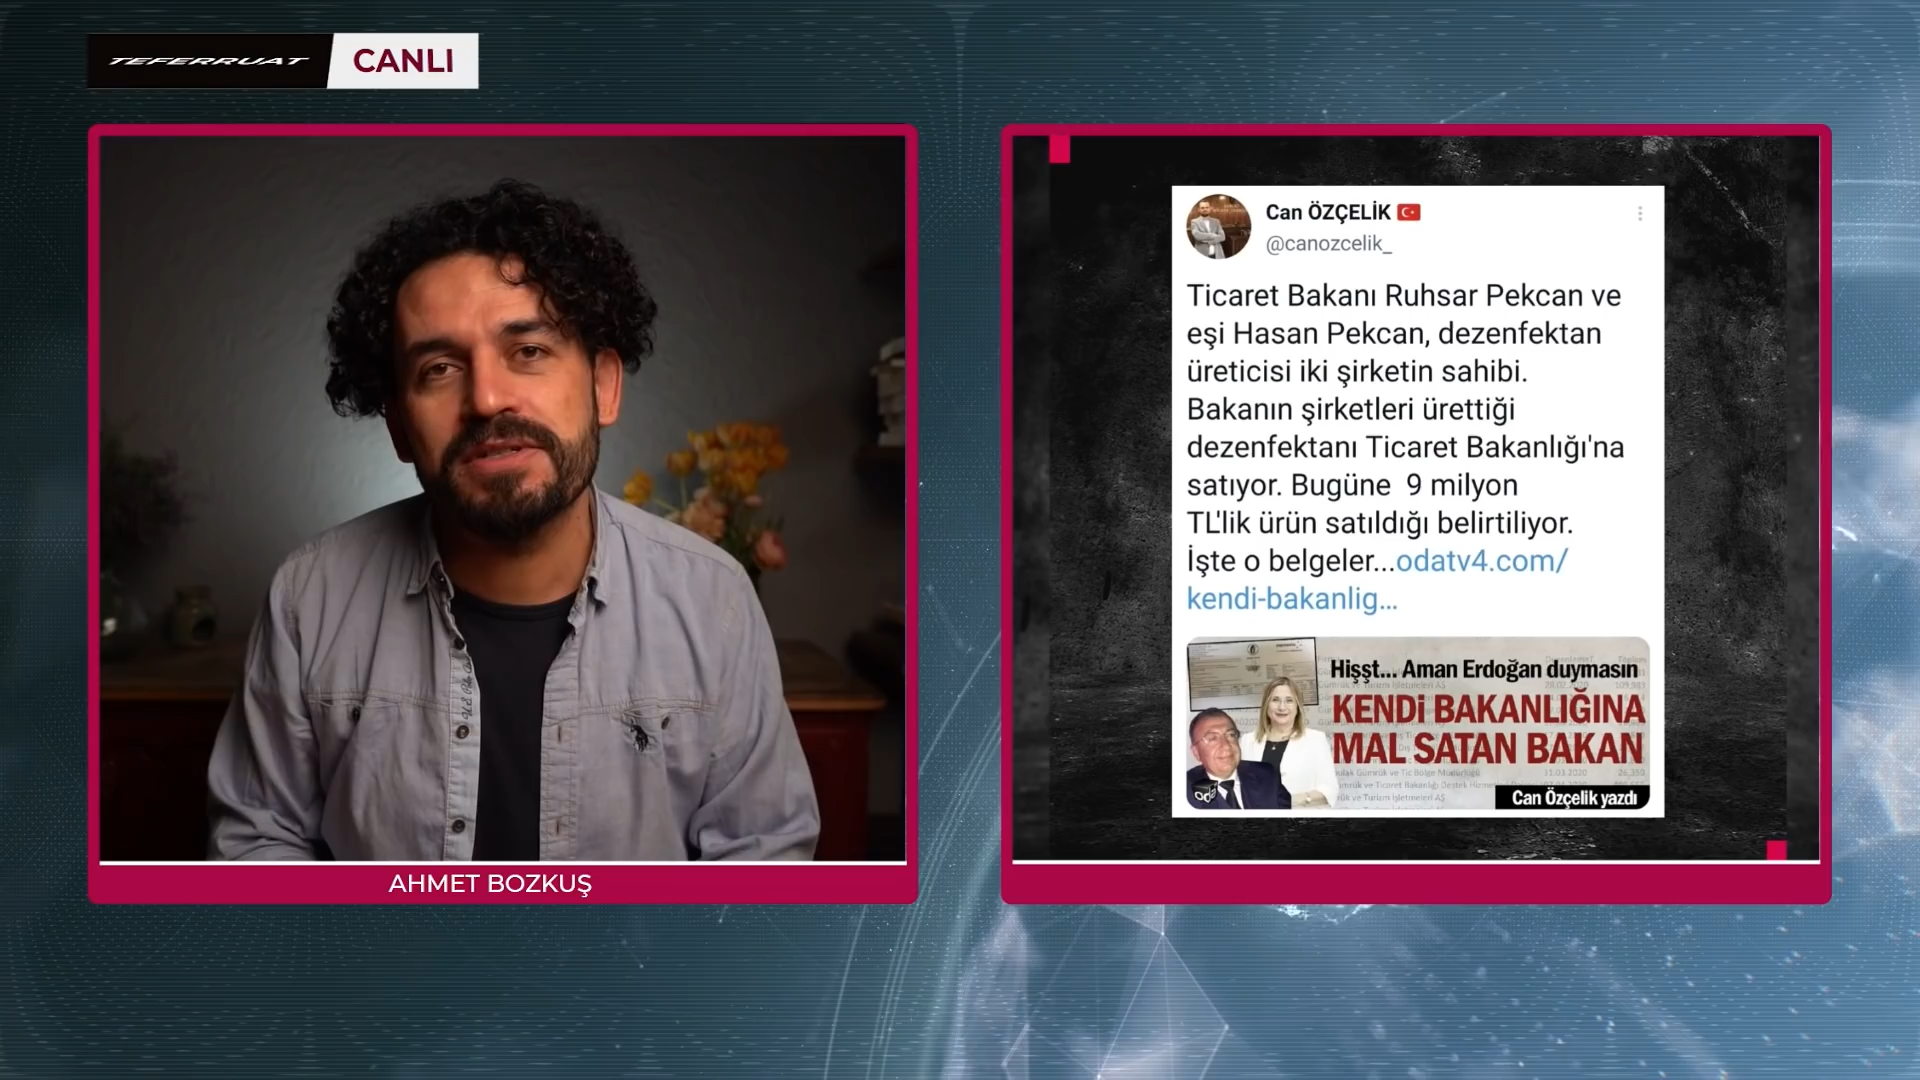 TEFERRUAT
CANLI
AHMET BOZKUŞ
Can ÖZÇELİK
@canozcelik_
Ticaret Bakanı Ruhsar Pekcan ve
eşi Hasan Pekcan, dezenfektan
üreticisi iki şirketin sahibi.
Bakanın şirketleri ürettiği
dezenfektanı Ticaret Bakanlığı'na
satıyor. Bugüne 9 milyon
TL'lik ürün satıldığı belirtiliyor.
İşte o belgeler...odatv4.com/
kendi-bakanlig...
Hişşt... Aman Erdoğan duymasın
KENDİ BAKANLIĞINA
MAL SATAN BAKAN
Can Özçelik yazdı